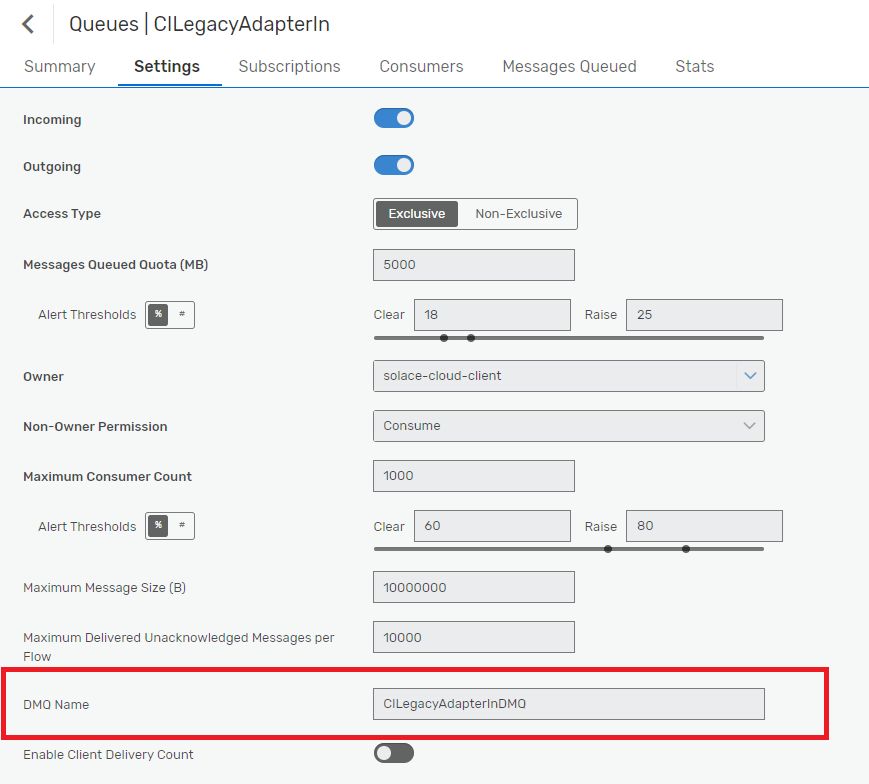 Queues | CILegacyAdapterIn
Summary Settings Subscriptions Consumers Messages Queued Stats
Incoming
Outgoing
Access Type Exclusive Non-Exclusive
Messages Queued Quota (MB) 5000
Alert Thresholds % # Clear 18 Raise 25
Owner solace-cloud-client
Non-Owner Permission Consume
Maximum Consumer Count 1000
Alert Thresholds % # Clear 60 Raise 80
Maximum Message Size (B) 10000000
Maximum Delivered Unacknowledged Messages per
Flow
10000
DMQ Name CILegacyAdapterInDMQ
Enable Client Delivery Count